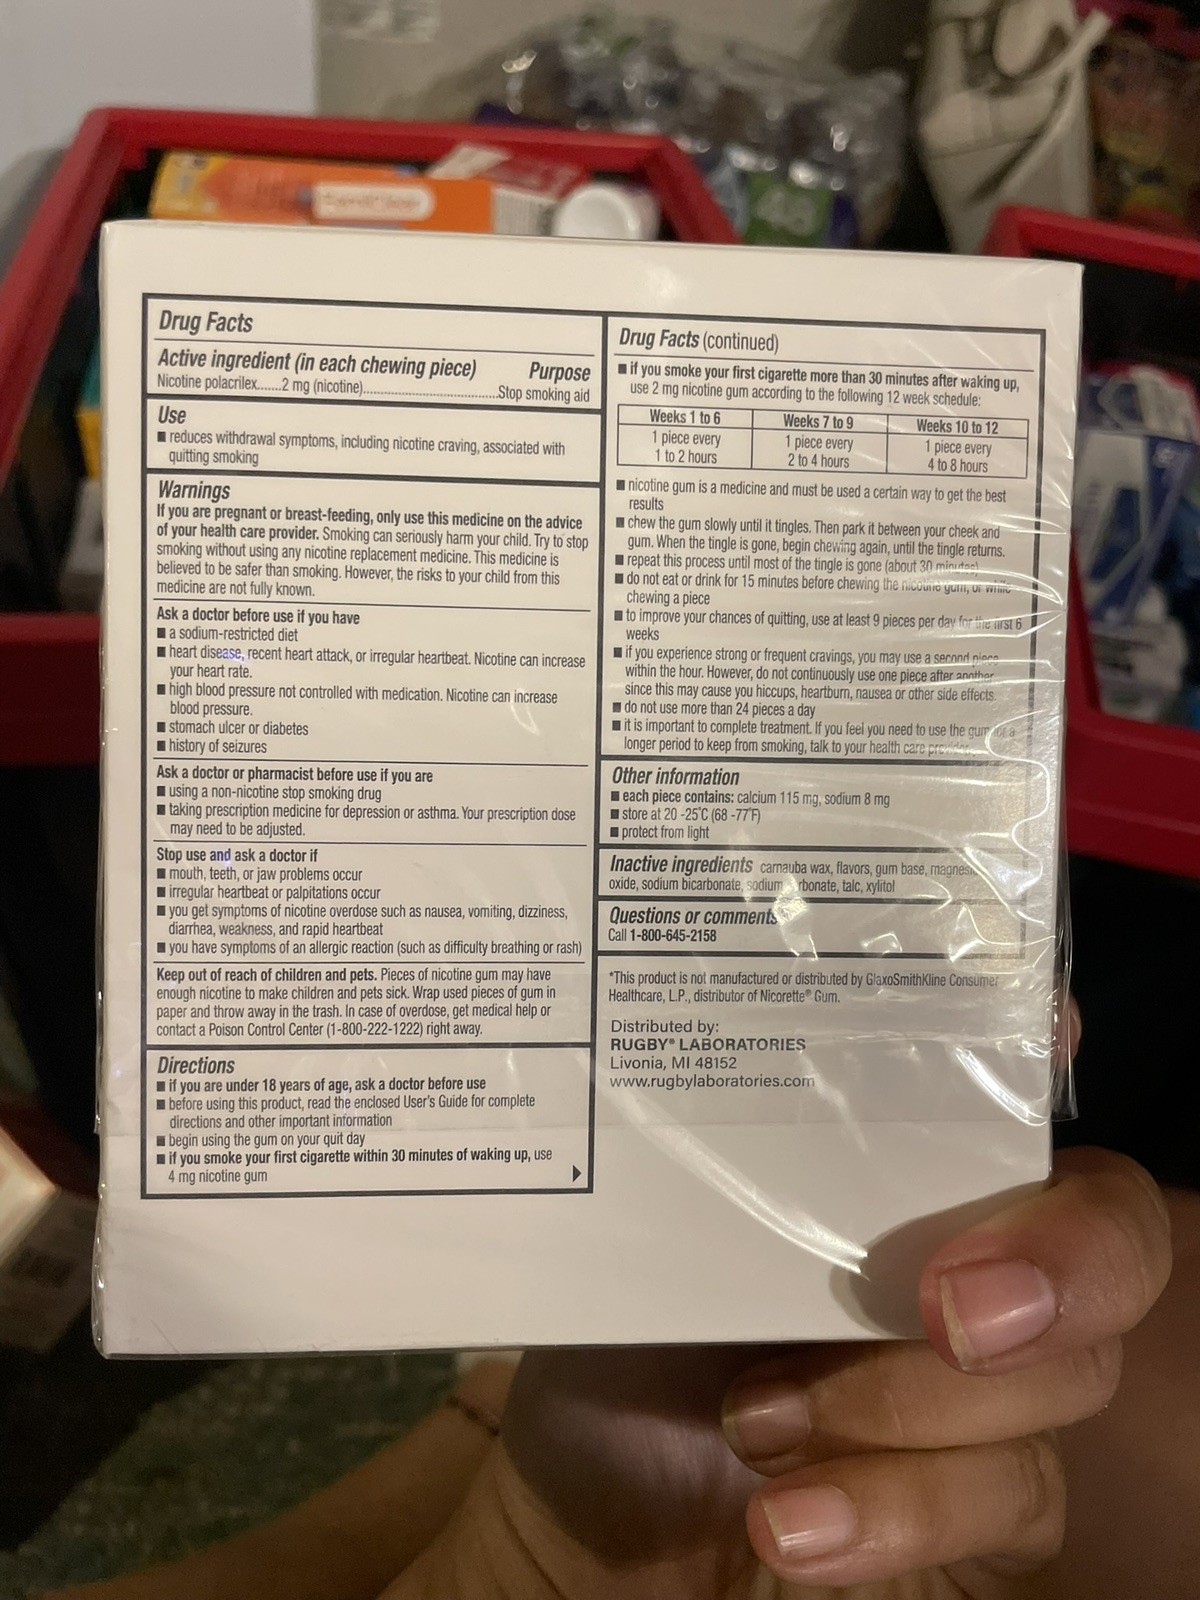 48
Drug Facts
Active ingredient (in each chewing piece) Purpose
Nicotine polacrilex.......2 mg (nicotine)......................................Stop smoking aid
Use
■ reduces withdrawal symptoms, including nicotine craving, associated with
quitting smoking
Warnings
If you are pregnant or breast-feeding, only use this medicine on the advice
of your health care provider. Smoking can seriously harm your child. Try to stop
smoking without using any nicotine replacement medicine. This medicine is
believed to be safer than smoking. However, the risks to your child from this
medicine are not fully known.
Ask a doctor before use if you have
■ a sodium-restricted diet
■ heart disease, recent heart attack, or irregular heartbeat. Nicotine can increase
your heart rate.
■ high blood pressure not controlled with medication. Nicotine can increase
blood pressure.
■ stomach ulcer or diabetes
■ history of seizures
Ask a doctor or pharmacist before use if you are
■ using a non-nicotine stop smoking drug
■ taking prescription medicine for depression or asthma. Your prescription dose
may need to be adjusted.
Stop use and ask a doctor if
■ mouth, teeth, or jaw problems occur
■ irregular heartbeat or palpitations occur
■ you get symptoms of nicotine overdose such as nausea, vomiting, dizziness,
diarrhea, weakness, and rapid heartbeat
■ you have symptoms of an allergic reaction (such as difficulty breathing or rash)
Keep out of reach of children and pets. Pieces of nicotine gum may have
enough nicotine to make children and pets sick. Wrap used pieces of gum in
paper and throw away in the trash. In case of overdose, get medical help or
contact a Poison Control Center (1-800-222-1222) right away.
Directions
■ if you are under 18 years of age, ask a doctor before use
■ before using this product, read the enclosed User's Guide for complete
directions and other important information
■ begin using the gum on your quit day
■ if you smoke your first cigarette within 30 minutes of waking up, use
4 mg nicotine gum
Drug Facts (continued)
■ if you smoke your first cigarette more than 30 minutes after waking up,
use 2 mg nicotine gum according to the following 12 week schedule:
Weeks 1 to 6 Weeks 7 to 9 Weeks 10 to 12
1 piece every 1 piece every 1 piece every
1 to 2 hours 2 to 4 hours 4 to 8 hours
■ nicotine gum is a medicine and must be used a certain way to get the best
results
■ chew the gum slowly until it tingles. Then park it between your cheek and
gum. When the tingle is gone, begin chewing again, until the tingle returns.
■ repeat this process until most of the tingle is gone (about 30 minutes)
■ do not eat or drink for 15 minutes before chewing the nicotine gum, or while
chewing a piece
■ to improve your chances of quitting, use at least 9 pieces per day for the first 6
weeks
■ if you experience strong or frequent cravings, you may use a second piece
within the hour. However, do not continuously use one piece after another
since this may cause you hiccups, heartburn, nausea or other side effects.
■ do not use more than 24 pieces a day
■ it is important to complete treatment. If you feel you need to use the gum for a
longer period to keep from smoking, talk to your health care provider.
Other information
■ each piece contains: calcium 115 mg, sodium 8 mg
■ store at 20 -25°C (68 -77°F)
■ protect from light
Inactive ingredients carnauba wax, flavors, gum base,
oxide, sodium bicarbonate, sodium carbonate, talc, xylitol
Questions or comments
Call 1-800-645-2158
*This product is not manufactured or distributed by GlaxoSmithKline Consumer
Healthcare, L.P., distributor of Nicorette® Gum.
Distributed by:
RUGBY® LABORATORIES
Livonia, MI 48152
www.rugbylaboratories.com